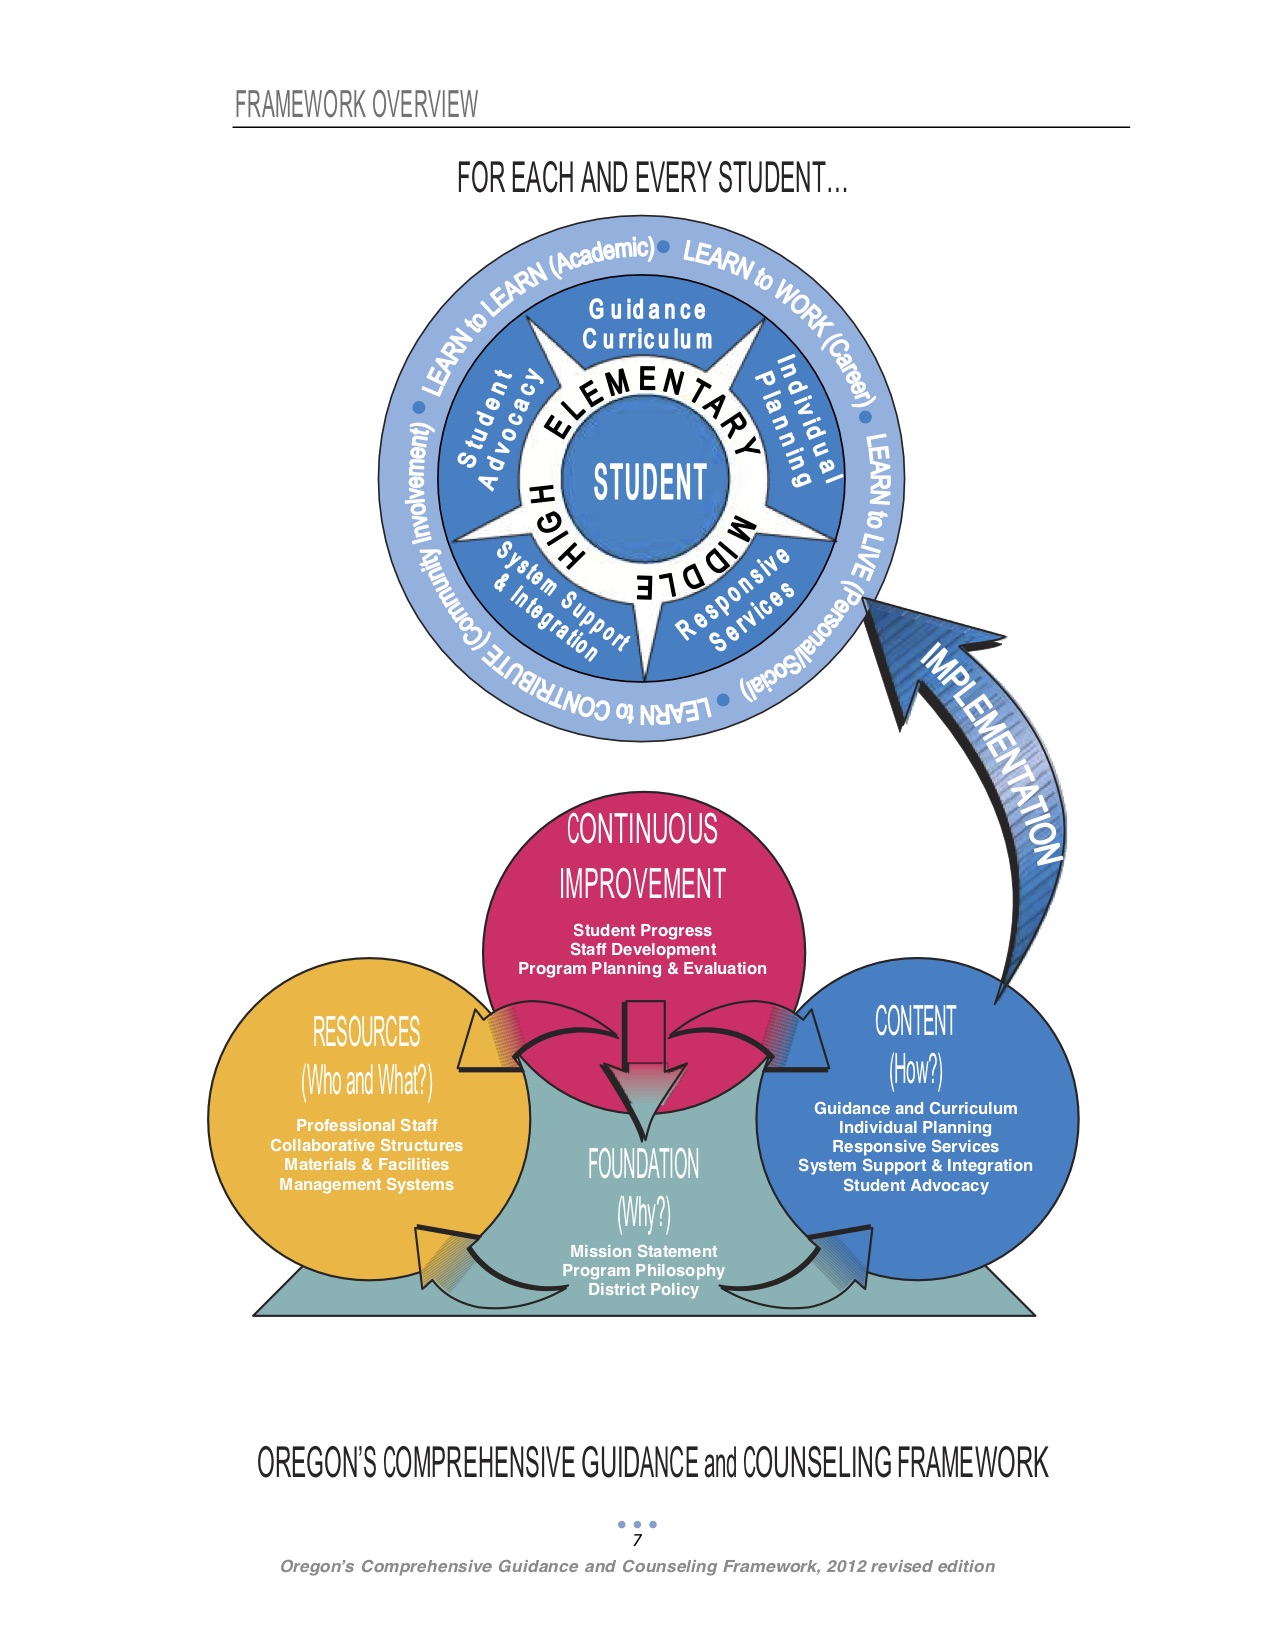 FRAMEWORK OVERVIEW
FOR EACH AND EVERY STUDENT…
LEARN to LEARN (Academic) •
LEARN to WORK (Career) •
LEARN to LIVE (Personal/Social) •
LEARN to CONTRIBUTE (Community Involvement) •
Guidance
Curriculum
Individual
Planning
Responsive
Services
System Support
& Integration
Student
Advocacy
ELEMENTARY
MIDDLE
HIGH
STUDENT
IMPLEMENTATION
CONTINUOUS
IMPROVEMENT
Student Progress
Staff Development
Program Planning & Evaluation
RESOURCES
(Who and What?)
Professional Staff
Collaborative Structures
Materials & Facilities
Management Systems
CONTENT
(How?)
Guidance and Curriculum
Individual Planning
Responsive Services
System Support & Integration
Student Advocacy
FOUNDATION
(Why?)
Mission Statement
Program Philosophy
District Policy
OREGON’S COMPREHENSIVE GUIDANCE and COUNSELING FRAMEWORK
• • •
7
Oregon’s Comprehensive Guidance and Counseling Framework, 2012 revised edition